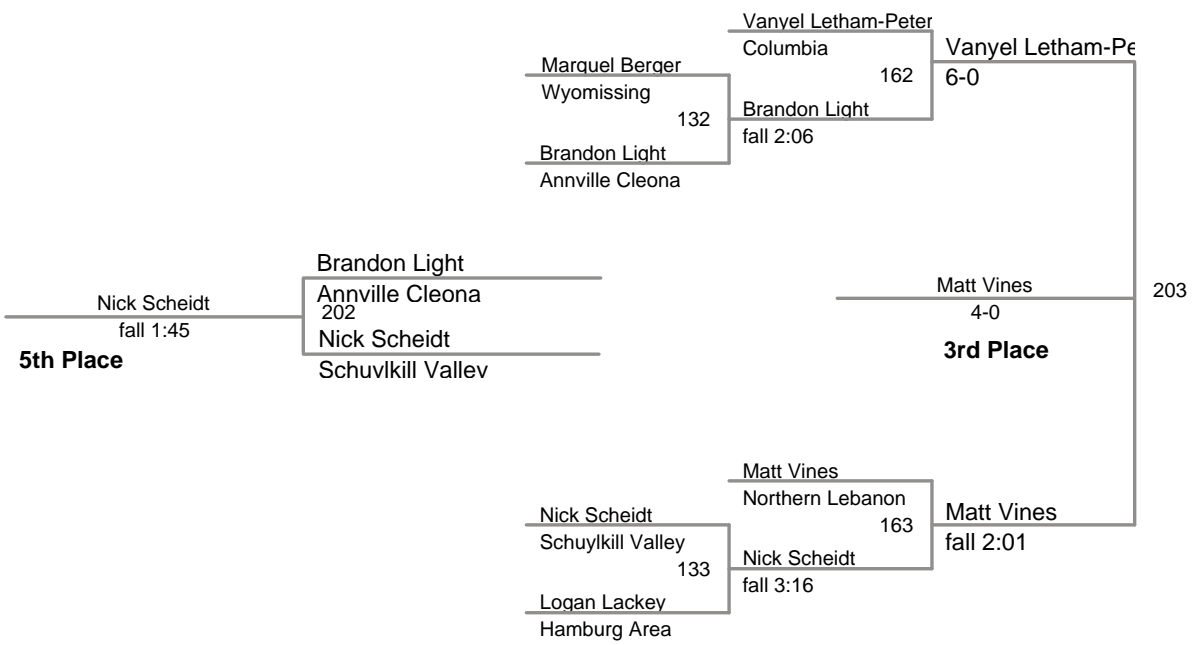 Vanyel Letham-Peter
Columbia
162
Vanyel Letham-Pe
6-0
Marquel Berger
Wyomissing
132
Brandon Light
fall 2:06
Brandon Light
Annville Cleona
Brandon Light
Annville Cleona
202
Nick Scheidt
Schuylkill Valley
Nick Scheidt
fall 1:45
5th Place
Matt Vines
4-0
3rd Place
203
Matt Vines
Northern Lebanon
163
Matt Vines
fall 2:01
Nick Scheidt
Schuylkill Valley
133
Nick Scheidt
fall 3:16
Logan Lackey
Hamburg Area